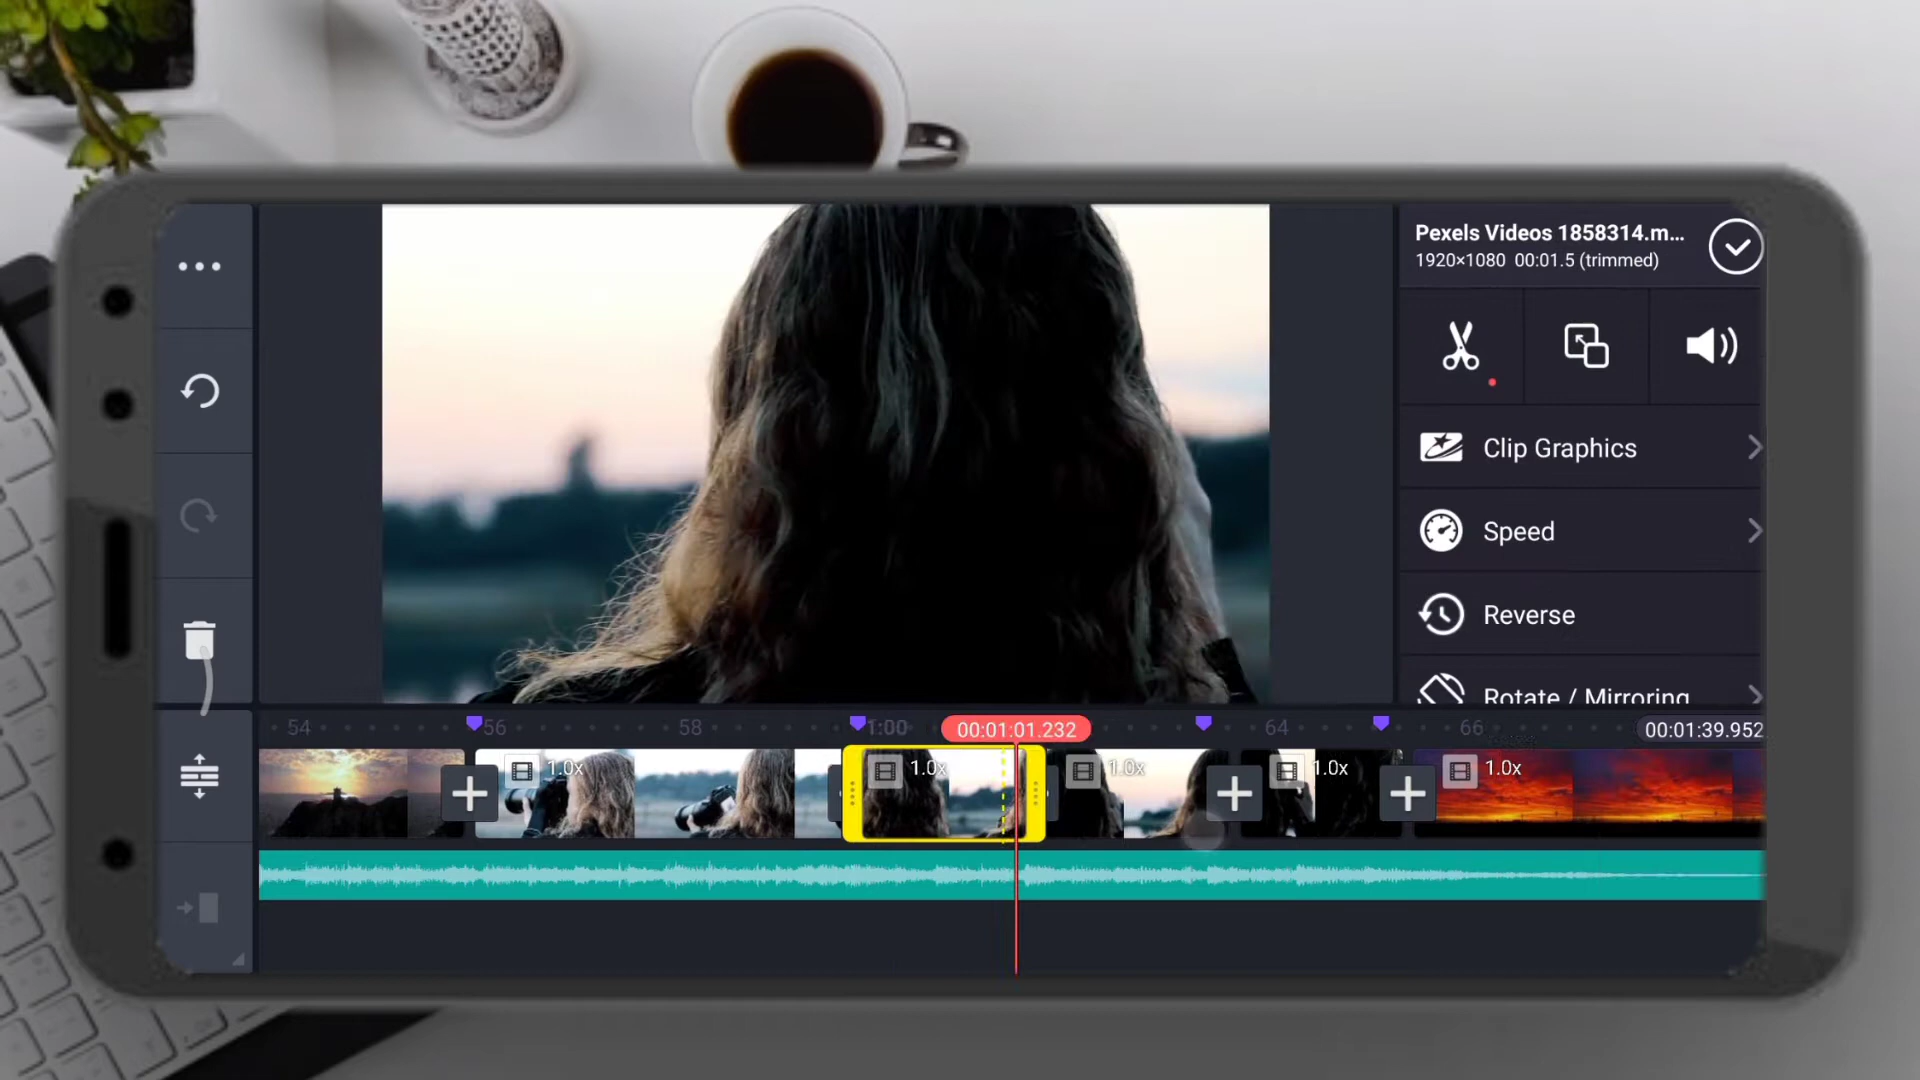 Pexels Videos 1858314.m...
1920×1080 00:01.5 (trimmed)
Clip Graphics
Speed
Reverse
Rotate / Mirroring
54
56
58
1:00
00:01:01.232
64
66
00:01:39.952
1.0x
1.0x
1.0x
1.0x
1.0x